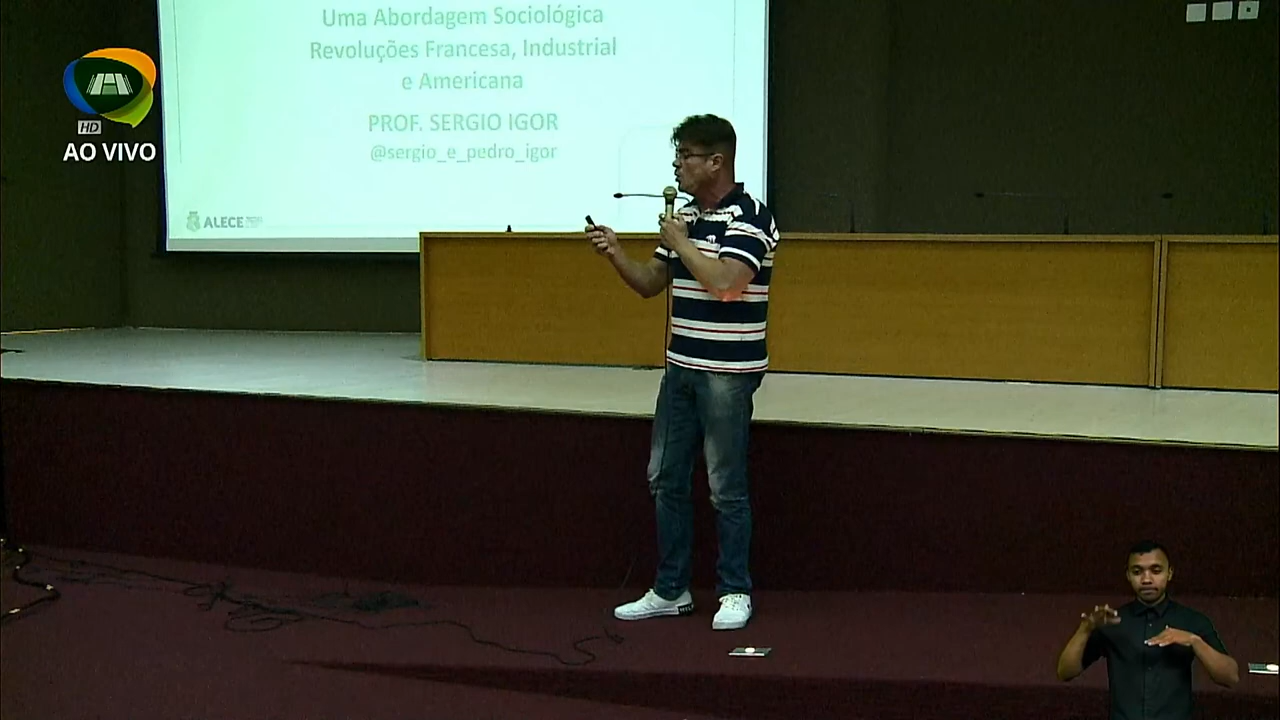 Uma Abordagem Sociológica
Revoluções Francesa, Industrial
e Americana
PROF. SERGIO IGOR
@sergio_e_pedro_igor
HD
AO VIVO
ALECE